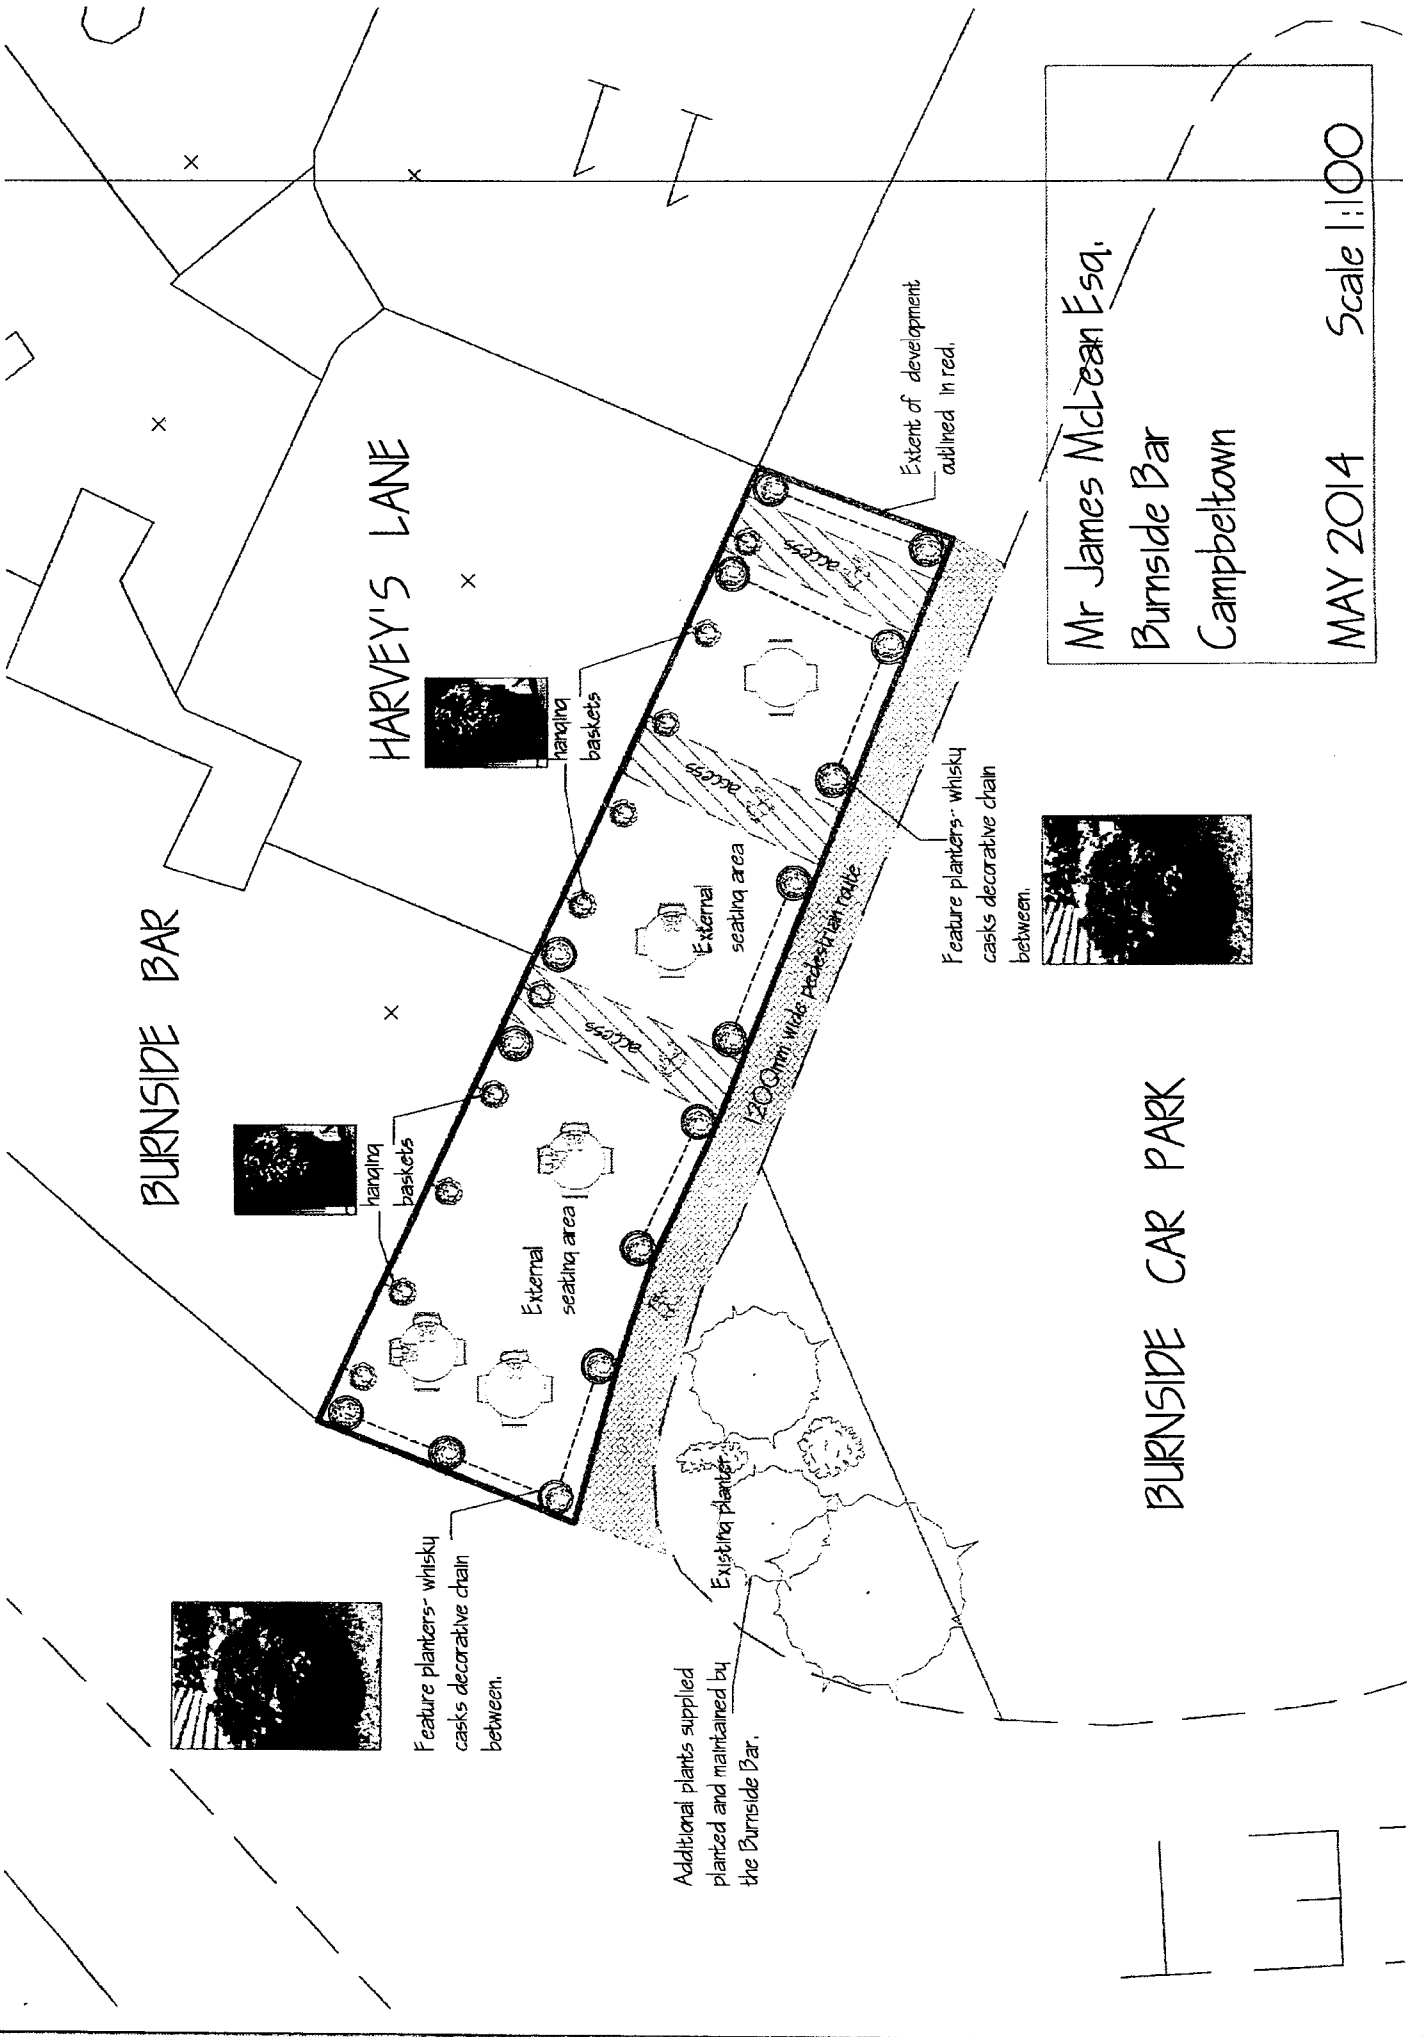 BURNSIDE BAR
HARVEY'S LANE
hanging
baskets
hanging
baskets
Feature planters- whisky
casks decorative chain
between.
External
seating area
access
External
seating area
access
access
Extent of development
outlined in red.
1200mm wide pedestrian route
Feature planters- whisky
casks decorative chain
between.
Existing planter
Additional plants supplied
planted and maintained by
the Burnside Bar.
BURNSIDE CAR PARK
Mr James McLean Esq.
Burnside Bar
Campbeltown
MAY 2014 Scale 1:100